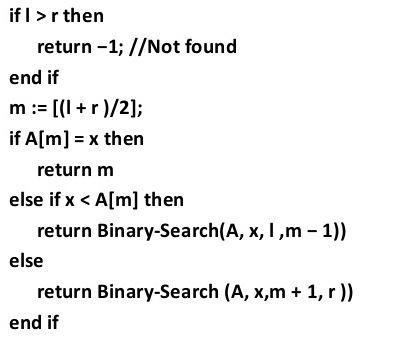 if l > r then
return −1; //Not found
end if
m := [(l + r )/2];
if A[m] = x then
return m
else if x < A[m] then
return Binary-Search(A, x, l ,m − 1))
else
return Binary-Search (A, x,m + 1, r ))
end if